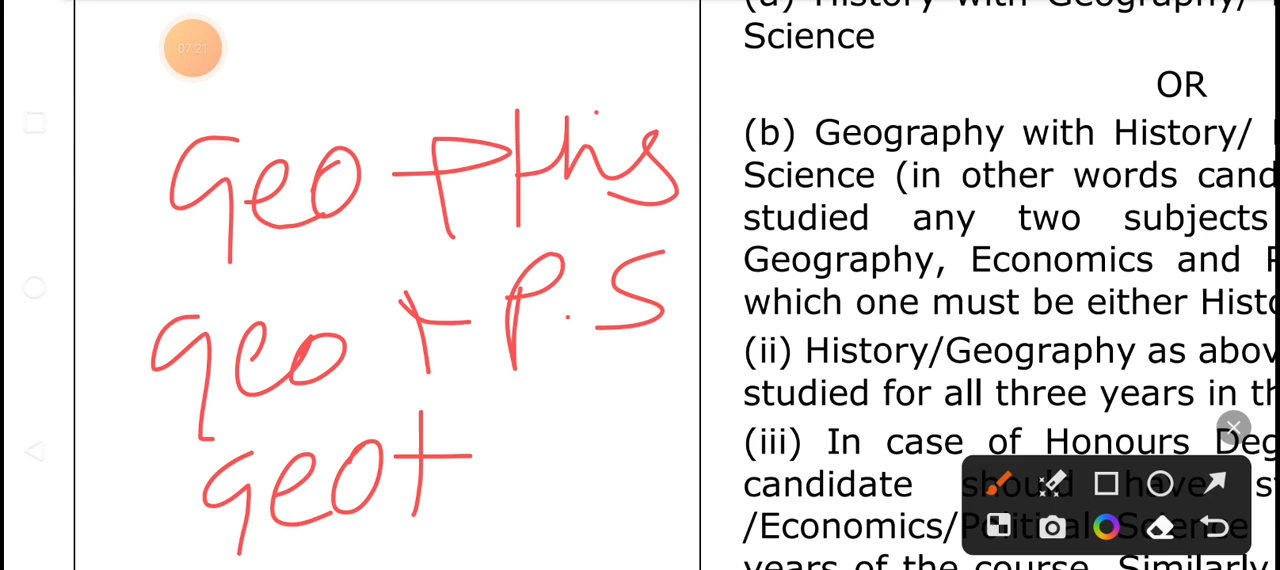 07:21
geo + His
geo + P.S
geo +
Science
OR
(b) Geography with History/
Science (in other words cand
studied any two subjects
Geography, Economics and P
which one must be either Histo
(ii) History/Geography as abov
studied for all three years in th
(iii) In case of Honours Deg
candidate should have st
/Economics/Political Science
years of the course. Similarly